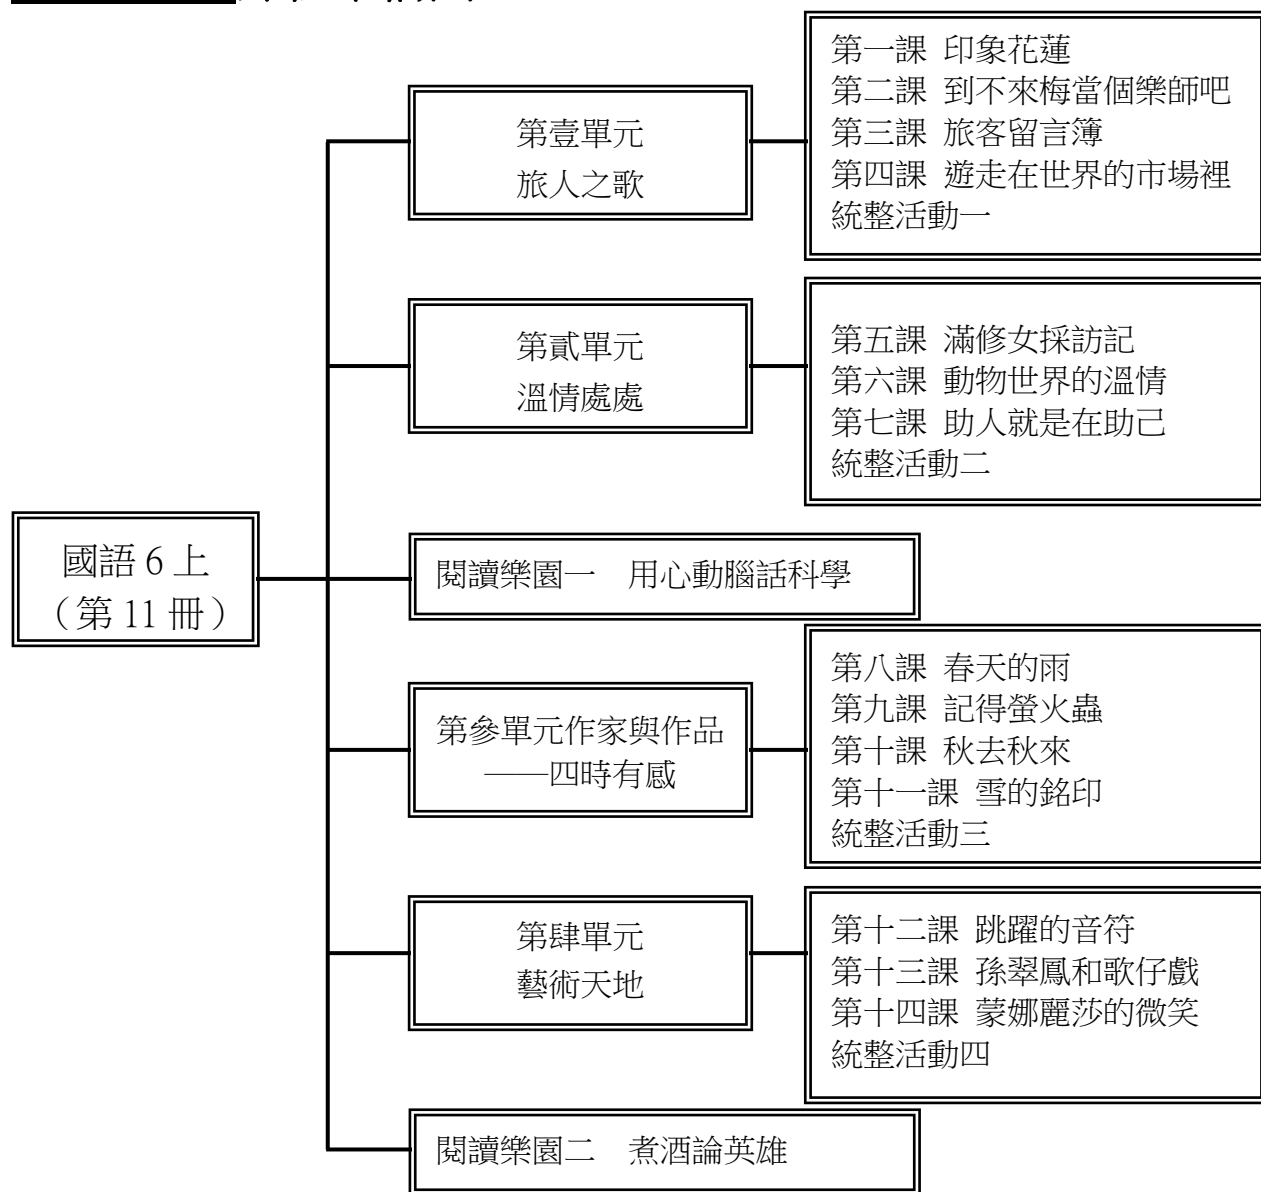 國語 6 上
（第 11 冊）
第壹單元
旅人之歌
第一課 印象花蓮
第二課 到不來梅當個樂師吧
第三課 旅客留言簿
第四課 遊走在世界的市場裡
統整活動一
第貳單元
溫情處處
第五課 滿修女採訪記
第六課 動物世界的溫情
第七課 助人就是在助己
統整活動二
閱讀樂園一　用心動腦話科學
第參單元作家與作品
——四時有感
第八課 春天的雨
第九課 記得螢火蟲
第十課 秋去秋來
第十一課 雪的銘印
統整活動三
第肆單元
藝術天地
第十二課 跳躍的音符
第十三課 孫翠鳳和歌仔戲
第十四課 蒙娜麗莎的微笑
統整活動四
閱讀樂園二　煮酒論英雄